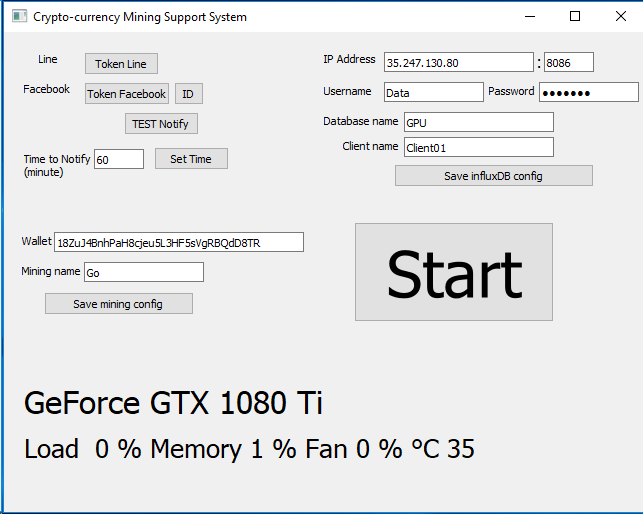 Crypto-currency Mining Support System
Line Token Line
Facebook Token Facebook ID
TEST Notify
Time to Notify 60 Set Time
(minute)
IP Address 35.247.130.80 : 8086
Username Data Password •••••••
Database name GPU
Client name Client01
Save influxDB config
Wallet 18ZuJ4BnhPaH8cjeu5L3HF5sVgRBQdD8TR
Mining name Go
Save mining config
Start
GeForce GTX 1080 Ti
Load 0 % Memory 1 % Fan 0 % °C 35